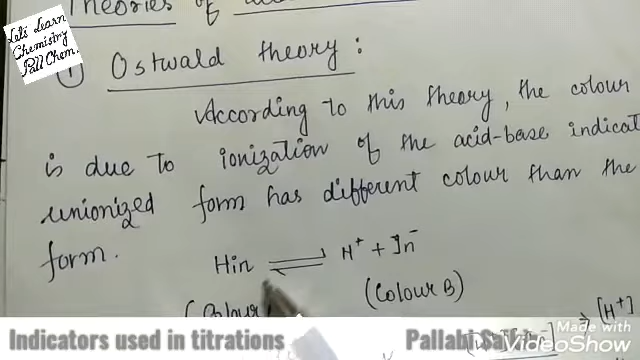 Theories of
Let's Learn
Chemistry
Pall Chem.
① Ostwald theory:
According to this theory, the colour
is due to ionization of the acid-base indicat
unionized form has different colour than the
form.
Hin ⇌ H⁺ + In⁻
(Colour
(Colour B)
[H⁺]
Indicators used in titrations
Made with
VideoShow